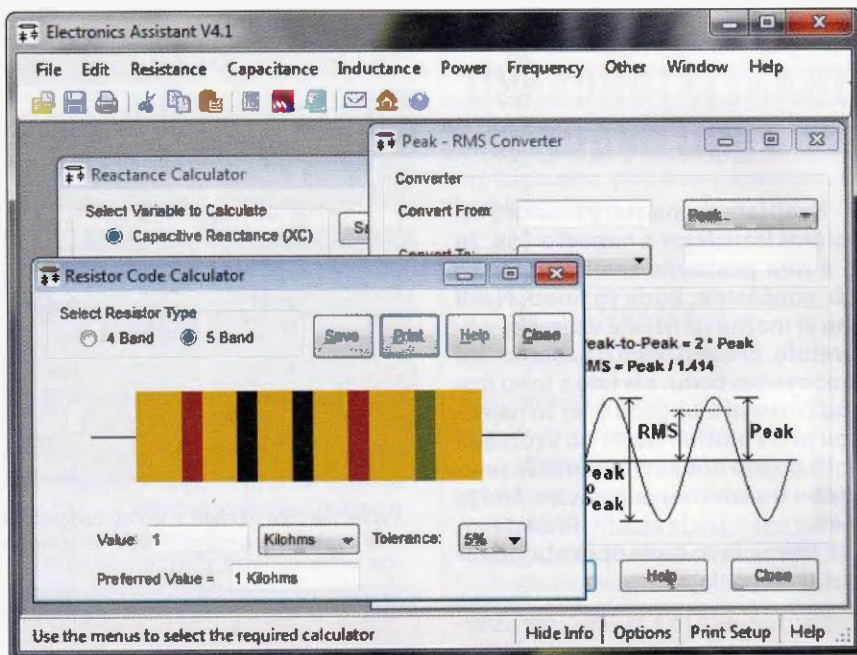 Electronics Assistant V4.1
File Edit Resistance Capacitance Inductance Power Frequency Other Window Help
Peak - RMS Converter
Converter
Convert From:
Peak
Convert To:
Reactance Calculator
Select Variable to Calculate
Capacitive Reactance (XC)
Sa
Resistor Code Calculator
Select Resistor Type
4 Band 5 Band
Save Print Help Close
Value: 1 Kilohms Tolerance: 5%
Preferred Value = 1 Kilohms
eak-to-Peak = 2 * Peak
MS = Peak / 1.414
RMS Peak
Peak
Peak
Help Close
Use the menus to select the required calculator Hide Info Options Print Setup Help